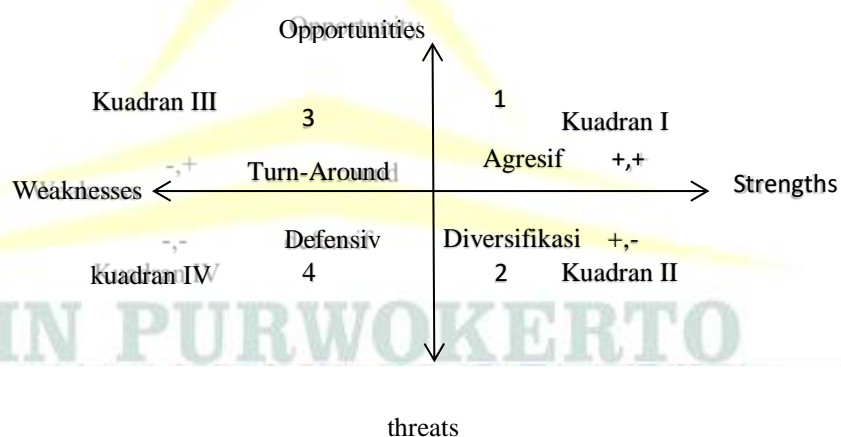 Opportunities
Kuadran III
3
1
Kuadran I
-,+
Turn-Around
Agresif +,+
Weaknesses
Strengths
-,-
Defensiv
Diversifikasi +,-
kuadran IV
4
2
Kuadran II
IN PURWOKERTO
threats